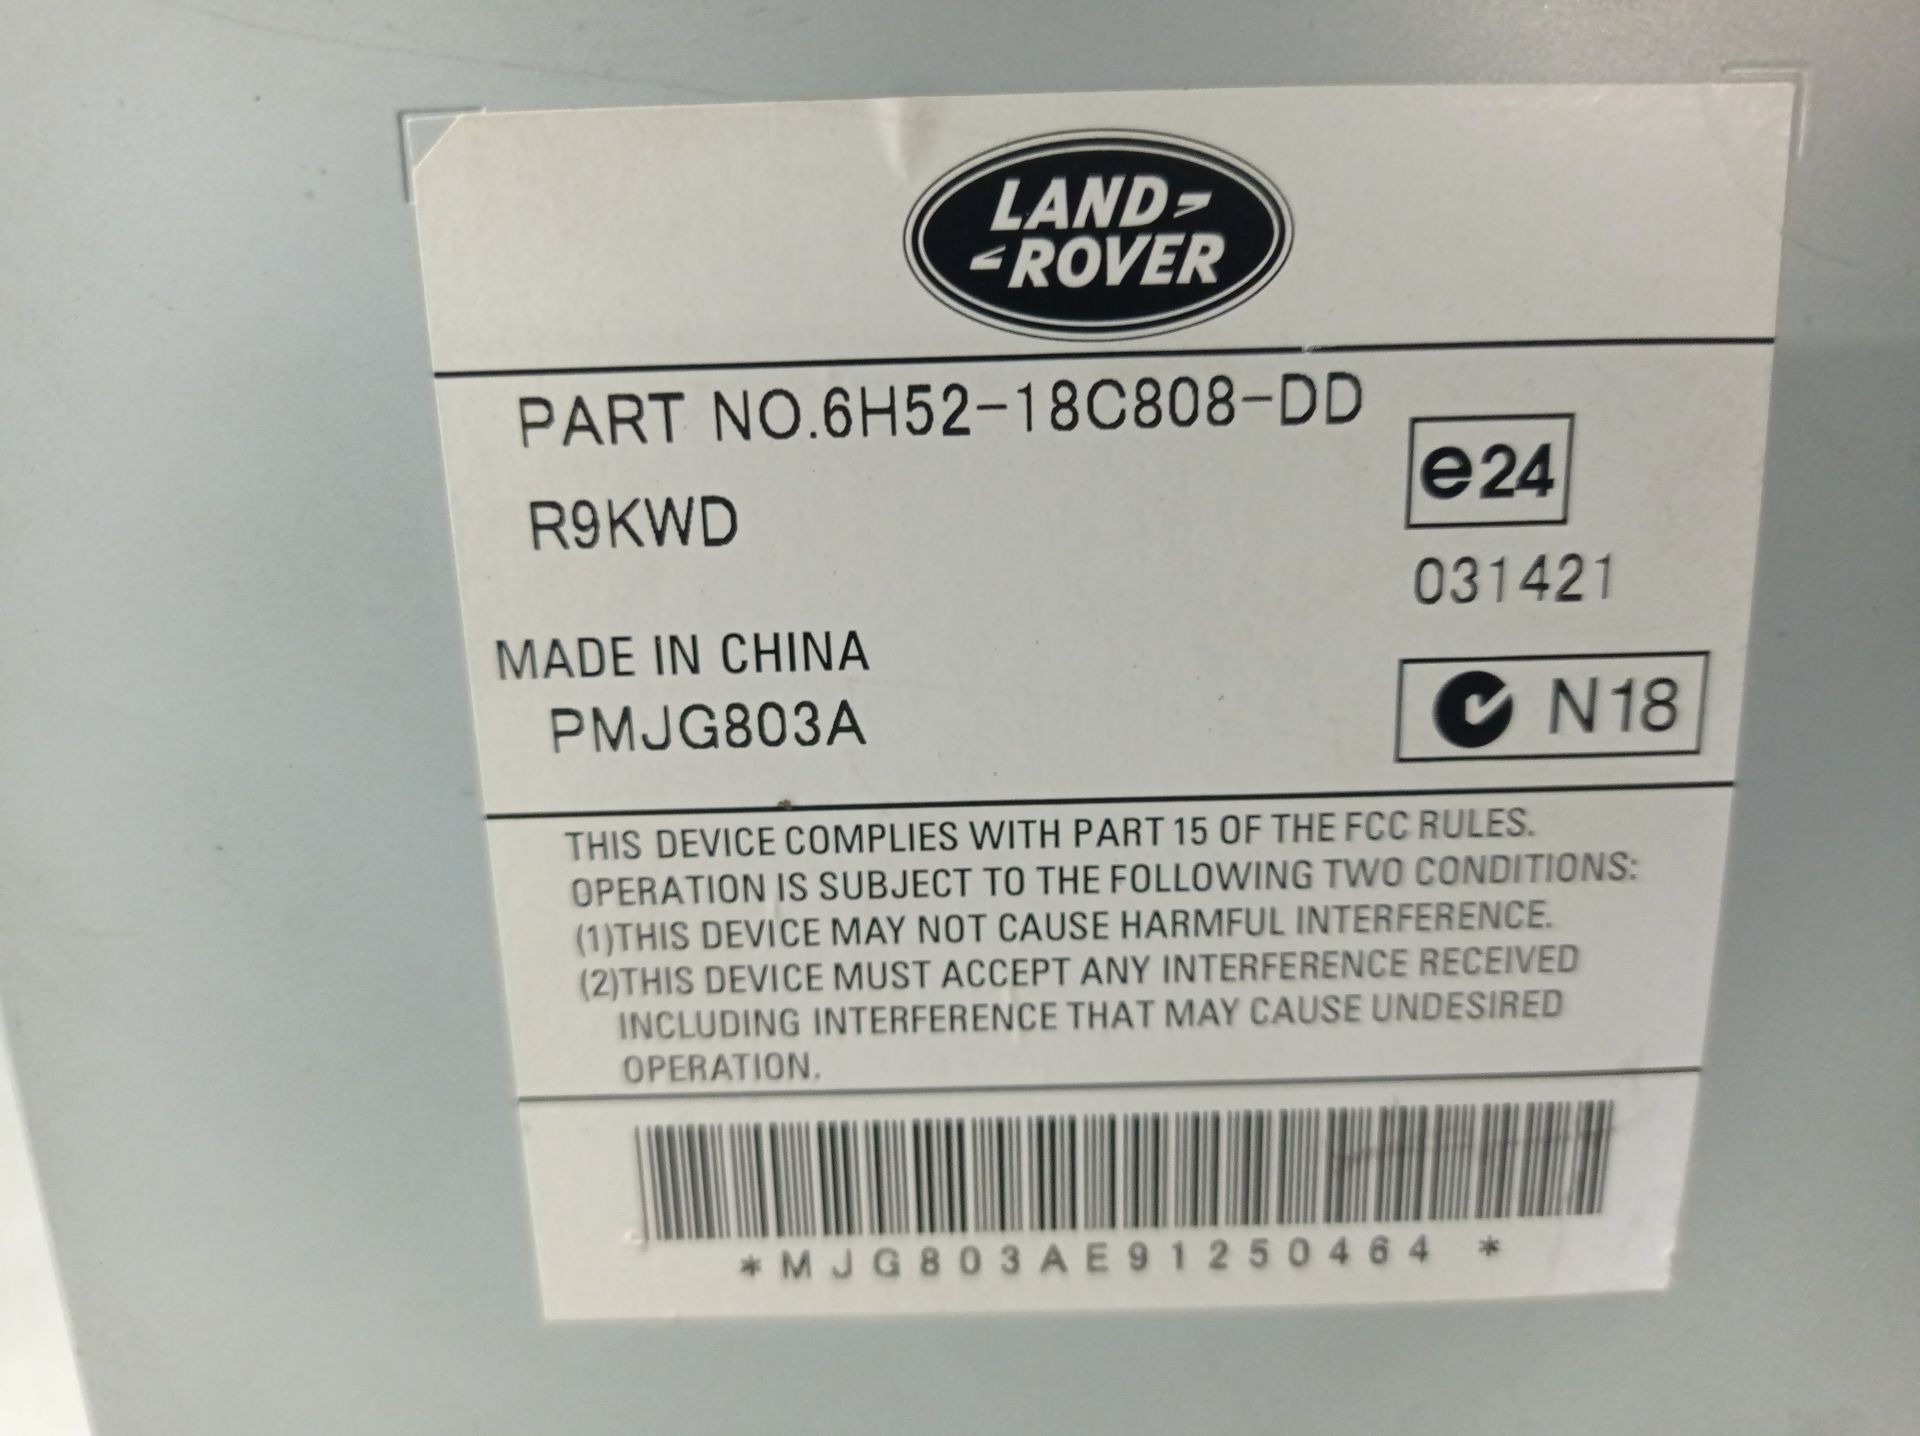 LAND
ROVER
PART NO.6H52-18C808-DD
e24
R9KWD
031421
MADE IN CHINA
N18
PMJG803A
THIS DEVICE COMPLIES WITH PART 15 OF THE FCC RULES.
OPERATION IS SUBJECT TO THE FOLLOWING TWO CONDITIONS:
(1)THIS DEVICE MAY NOT CAUSE HARMFUL INTERFERENCE.
(2)THIS DEVICE MUST ACCEPT ANY INTERFERENCE RECEIVED
INCLUDING INTERFERENCE THAT MAY CAUSE UNDESIRED
OPERATION.
*MJG803AE91250464 *